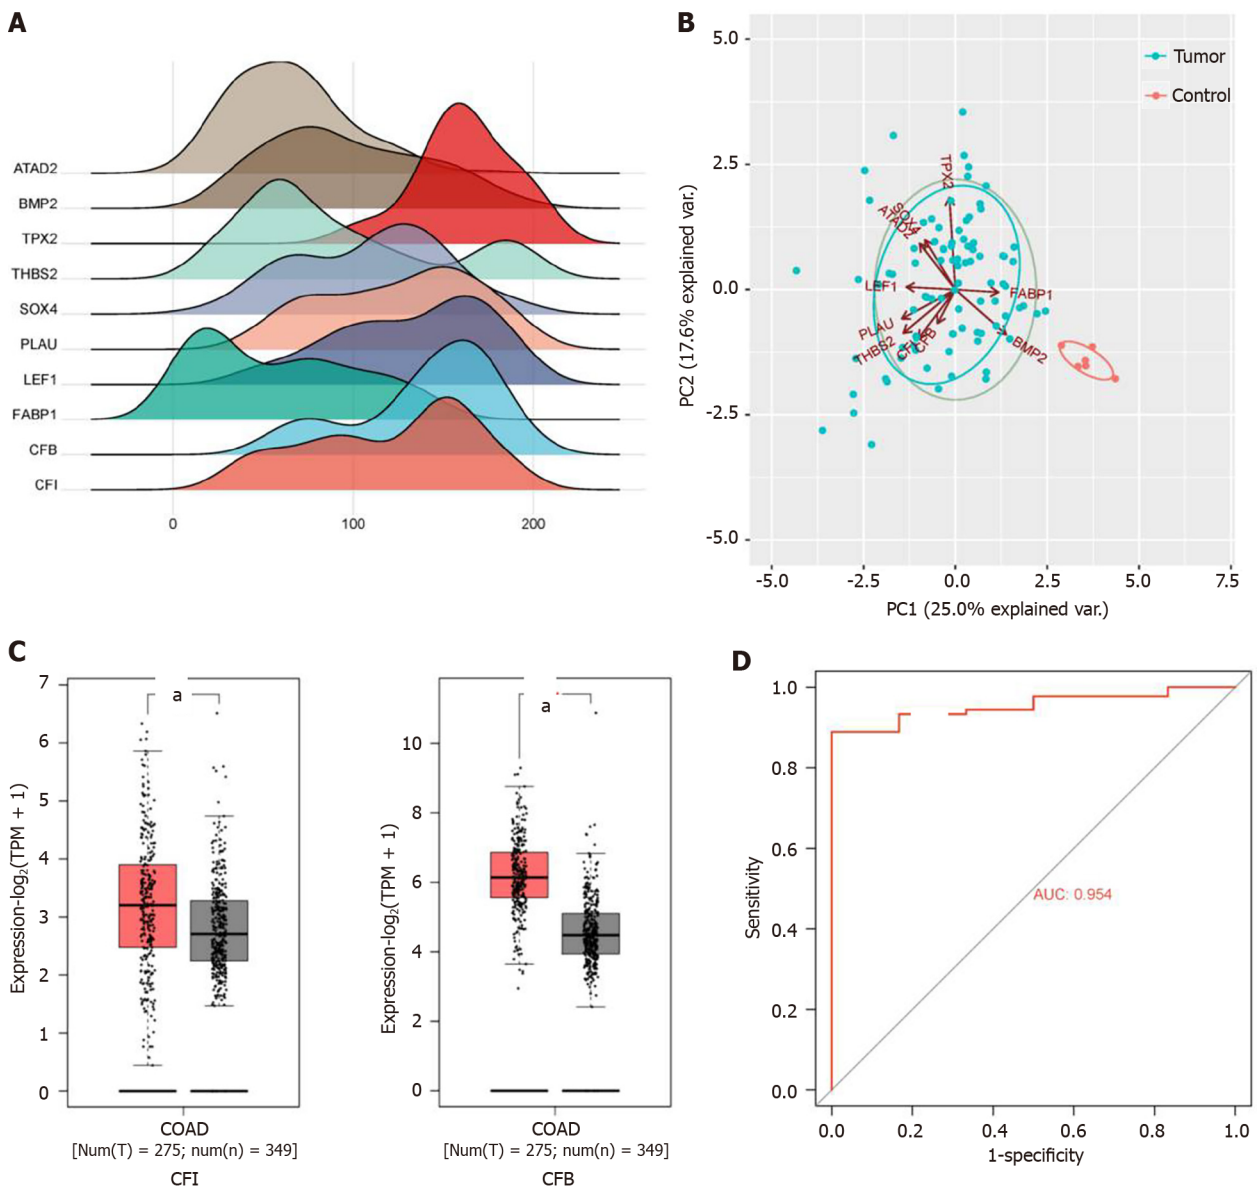 A
ATAD2
BMP2
TPX2
THBS2
SOX4
PLAU
LEF1
FABP1
CFB
CFI
0
100
200
B
5.0
2.5
0.0
-2.5
-5.0
PC2 (17.6% explained var.)
Tumor
Control
TPX2
SOX4
ATAD2
LEF1
FABP1
PLAU
THBS2
CFI
CFB
BMP2
-5.0
-2.5
0.0
2.5
5.0
7.5
PC1 (25.0% explained var.)
C
7
6
5
4
3
2
1
0
Expression-log2(TPM + 1)
a
COAD
[Num(T) = 275; num(n) = 349]
CFI
10
8
6
4
2
0
Expression-log2(TPM + 1)
a
COAD
[Num(T) = 275; num(n) = 349]
CFB
D
1.0
0.8
0.6
0.4
0.2
0.0
Sensitivity
AUC: 0.954
0.0
0.2
0.4
0.6
0.8
1.0
1-specificity